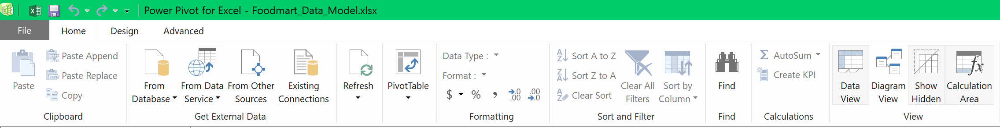 Power Pivot for Excel - Foodmart_Data_Model.xlsx
File Home Design Advanced
Paste
Paste Append
Paste Replace
Copy
Clipboard
From
Database
From Data
Service
From Other
Sources
Existing
Connections
Get External Data
Refresh
PivotTable
Data Type :
Format :
$ % , .0 .00 .00 .0
Formatting
Sort A to Z
Sort Z to A
Clear Sort
Clear All
Filters
Sort by
Column
Sort and Filter
Find
Find
AutoSum
Create KPI
Calculations
Data
View
Diagram
View
Show
Hidden
fx
Calculation
Area
View